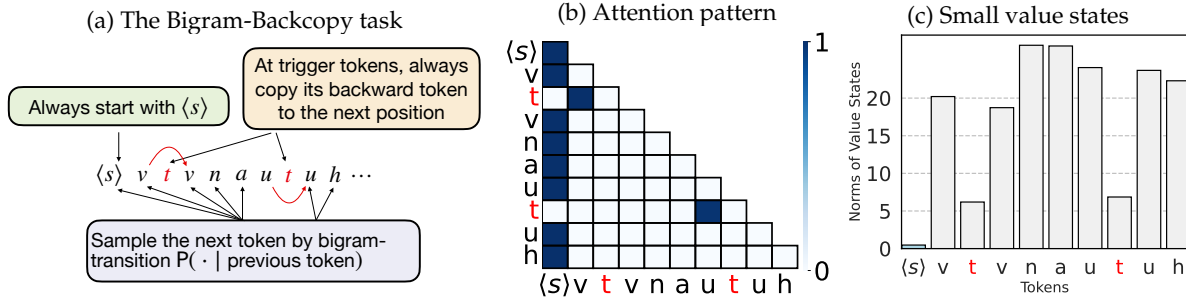 (a) The Bigram-Backcopy task
Always start with ⟨s⟩
At trigger tokens, always
copy its backward token
to the next position
⟨s⟩ v t v n a u t u h ⋯
Sample the next token by bigram-
transition P( · | previous token)
(b) Attention pattern
⟨s⟩
v
t
v
n
a
u
t
u
h
⟨s⟩ v t v n a u t u h
1
0
(c) Small value states
Norms of Value States
20
15
10
5
0
⟨s⟩ v t v n a u t u h
Tokens